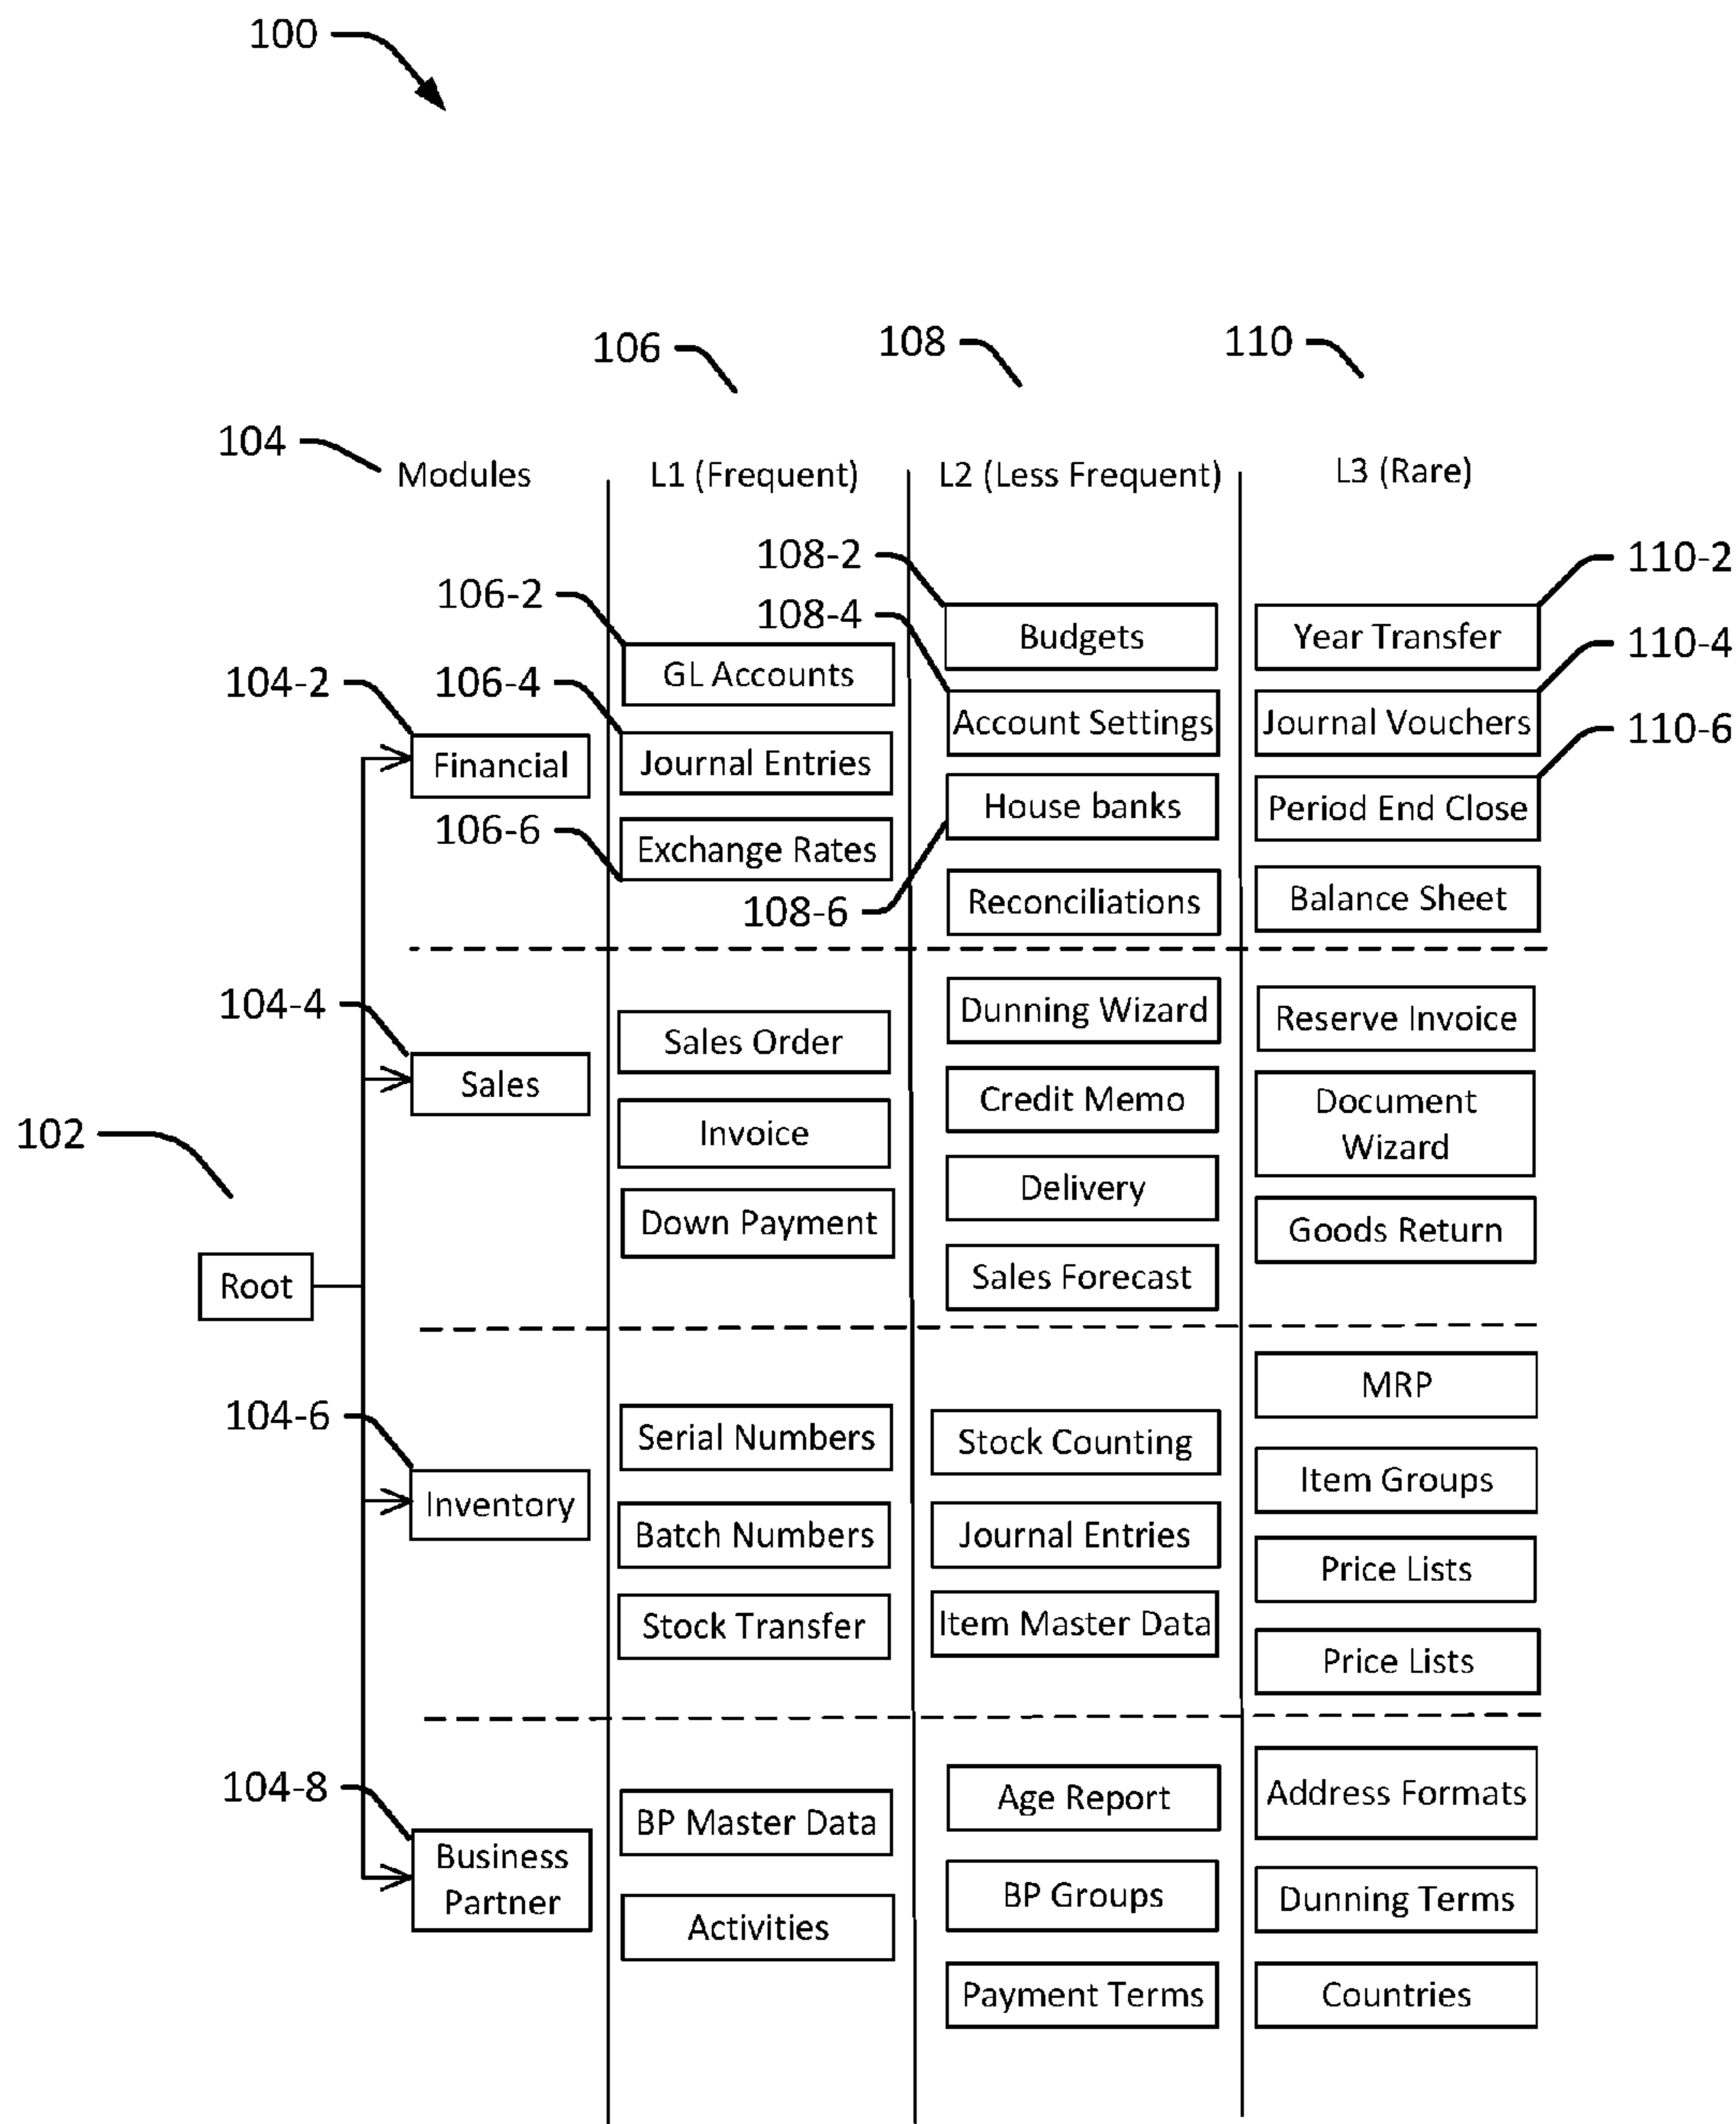 100
106
108
110
104
Modules
L1 (Frequent)
L2 (Less Frequent)
L3 (Rare)
108-2
110-2
106-2
108-4
Budgets
Year Transfer
110-4
104-2
106-4
GL Accounts
Account Settings
Journal Vouchers
110-6
Financial
Journal Entries
House banks
Period End Close
106-6
Exchange Rates
108-6
Reconciliations
Balance Sheet
104-4
Dunning Wizard
Reserve Invoice
Sales
Sales Order
Credit Memo
Document
Wizard
102
Invoice
Delivery
Goods Return
Down Payment
Sales Forecast
Root
MRP
104-6
Serial Numbers
Stock Counting
Item Groups
Inventory
Batch Numbers
Journal Entries
Price Lists
Stock Transfer
Item Master Data
Price Lists
104-8
BP Master Data
Age Report
Address Formats
Business
Partner
Activities
BP Groups
Dunning Terms
Payment Terms
Countries